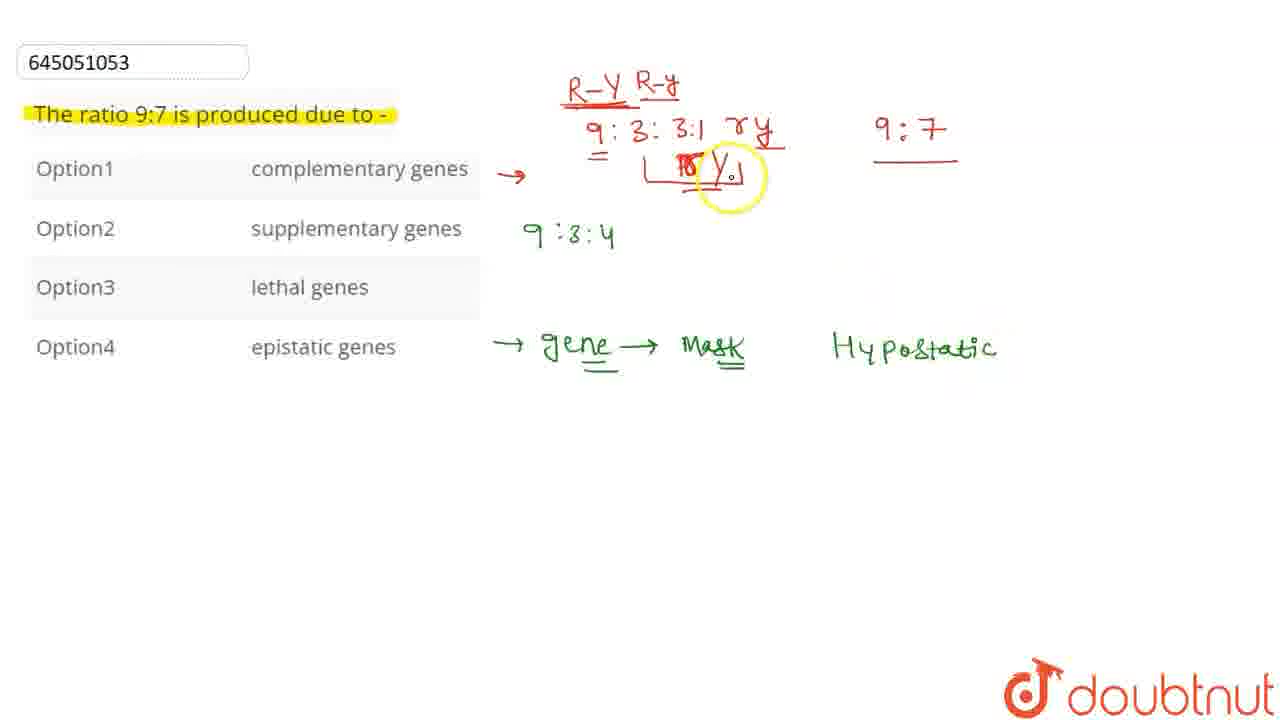 645051053
R-Y R-y
The ratio 9:7 is produced due to -
9 : 3 : 3:1 r y 9 : 7
Option1 complementary genes →
Y
Option2 supplementary genes 9 : 3 : 4
Option3 lethal genes
Option4 epistatic genes → gene → Mask Hypostatic
doubtnut